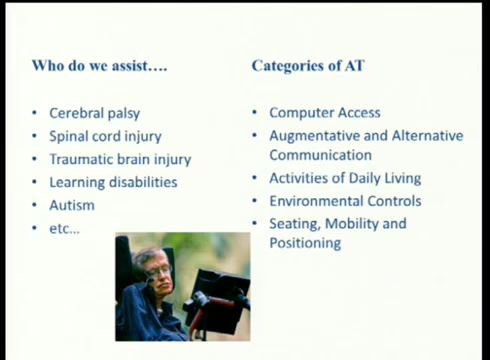 Who do we assist….
• Cerebral palsy
• Spinal cord injury
• Traumatic brain injury
• Learning disabilities
• Autism
• etc…
Categories of AT
• Computer Access
• Augmentative and Alternative
Communication
• Activities of Daily Living
• Environmental Controls
• Seating, Mobility and
Positioning